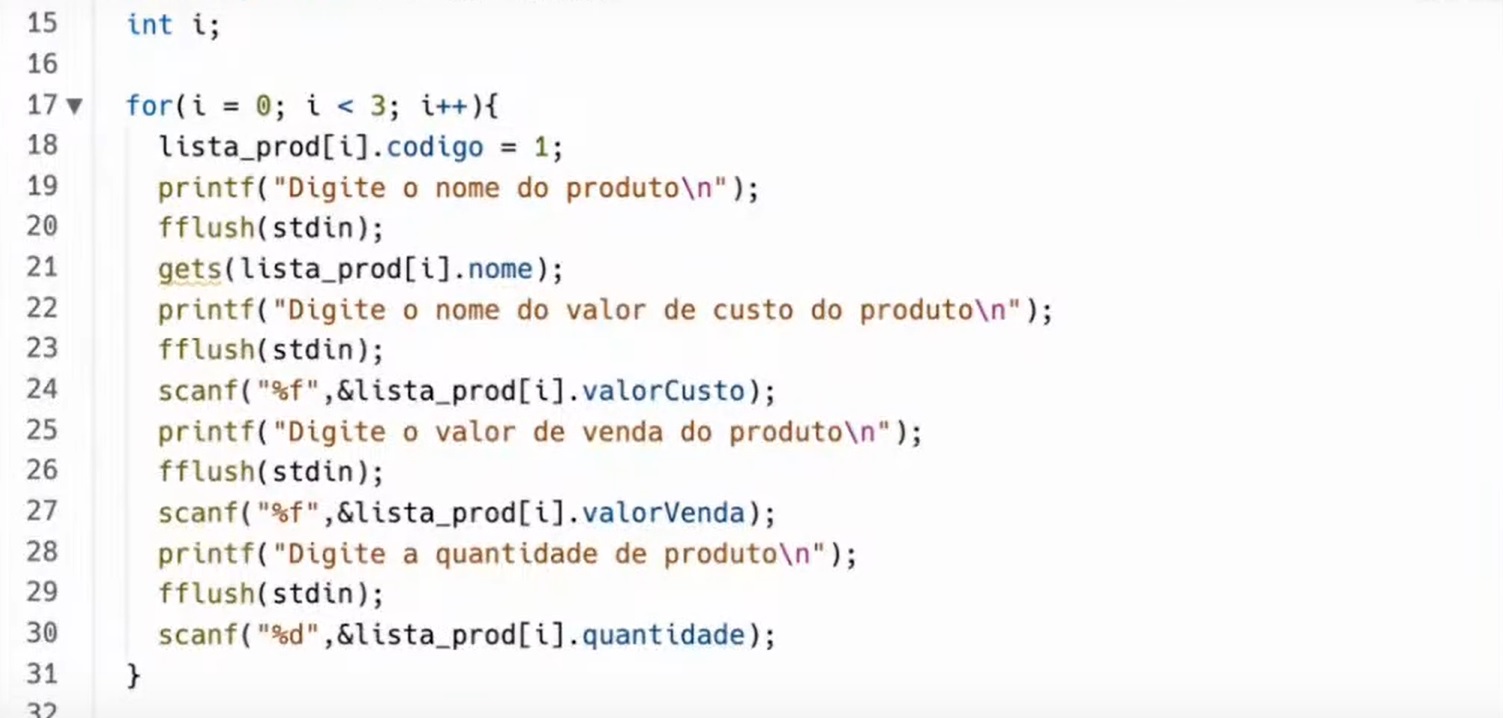 15 int i;
16
17 ▼ for(i = 0; i < 3; i++){
18 lista_prod[i].codigo = 1;
19 printf("Digite o nome do produto\n");
20 fflush(stdin);
21 gets(lista_prod[i].nome);
22 printf("Digite o nome do valor de custo do produto\n");
23 fflush(stdin);
24 scanf("%f",&lista_prod[i].valorCusto);
25 printf("Digite o valor de venda do produto\n");
26 fflush(stdin);
27 scanf("%f",&lista_prod[i].valorVenda);
28 printf("Digite a quantidade de produto\n");
29 fflush(stdin);
30 scanf("%d",&lista_prod[i].quantidade);
31 }
32